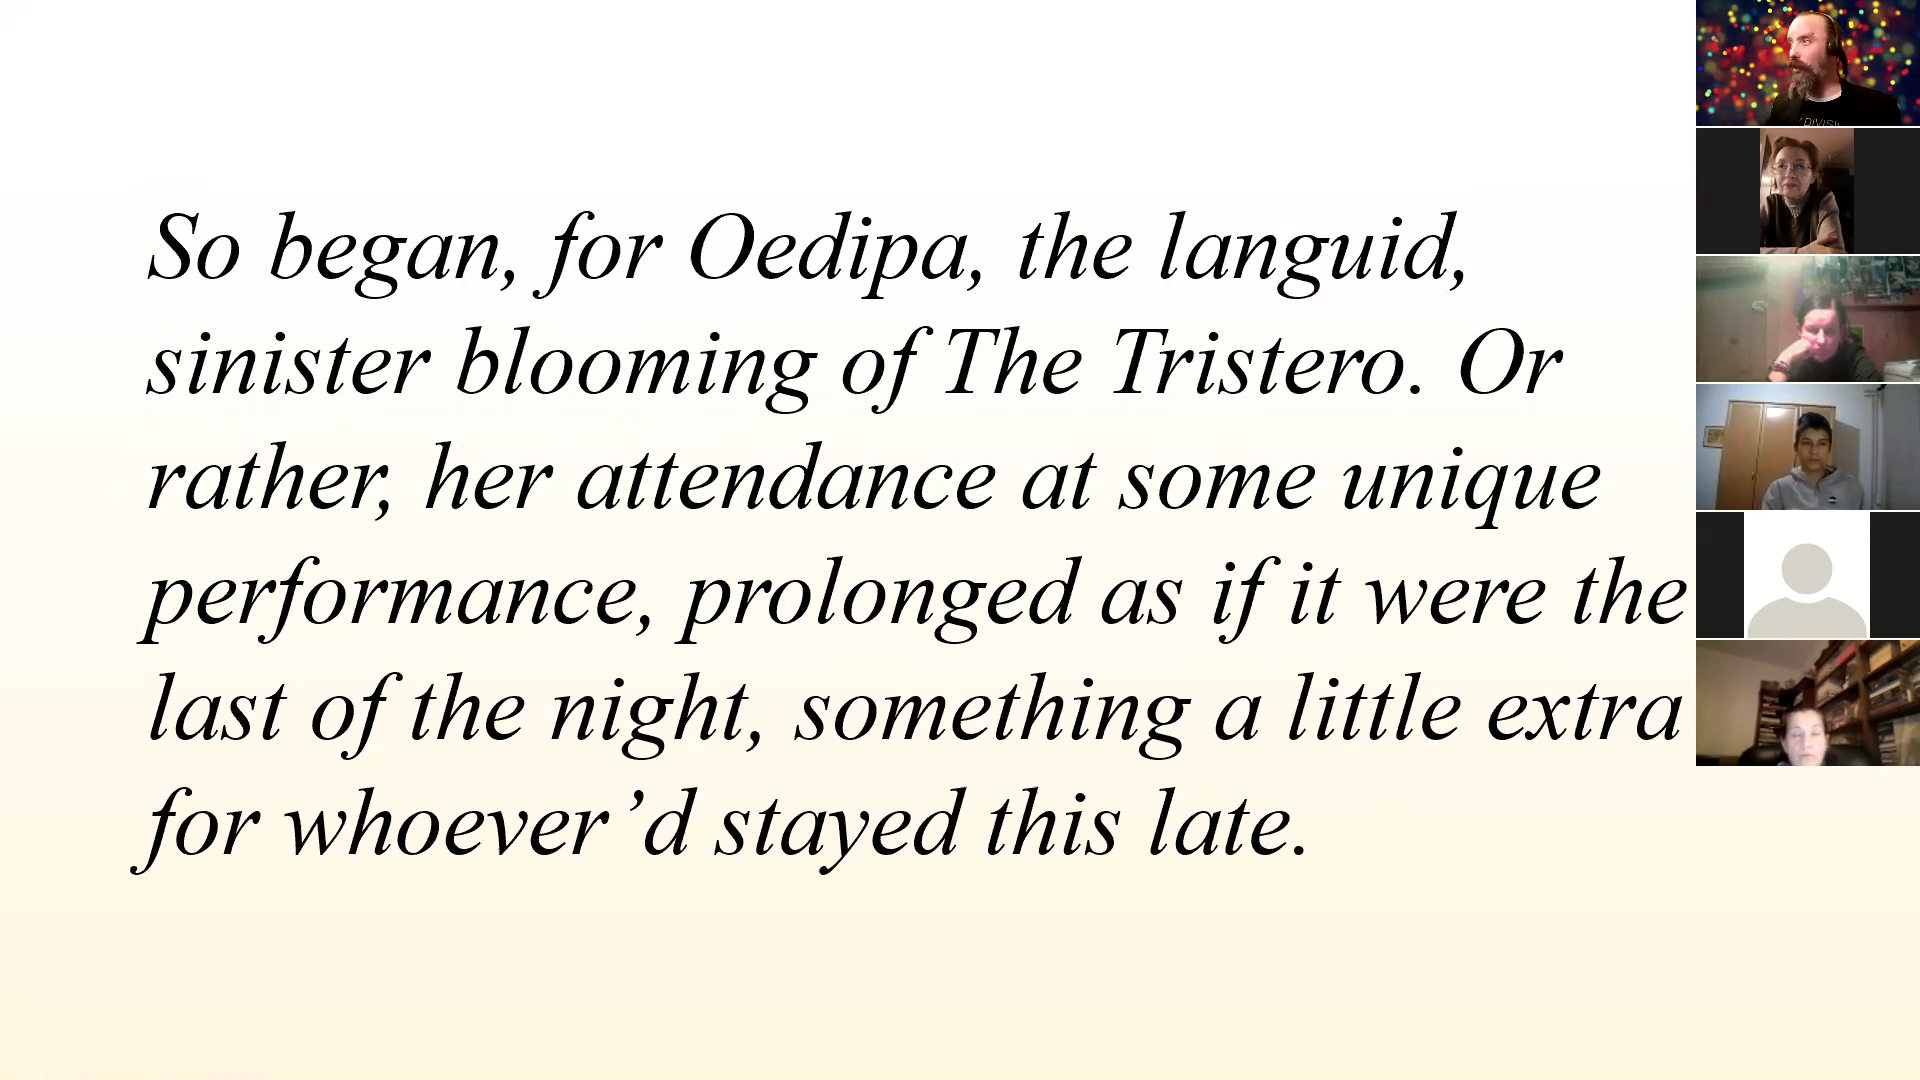 So began, for Oedipa, the languid,
sinister blooming of The Tristero. Or
rather, her attendance at some unique
performance, prolonged as if it were the
last of the night, something a little extra
for whoever’d stayed this late.